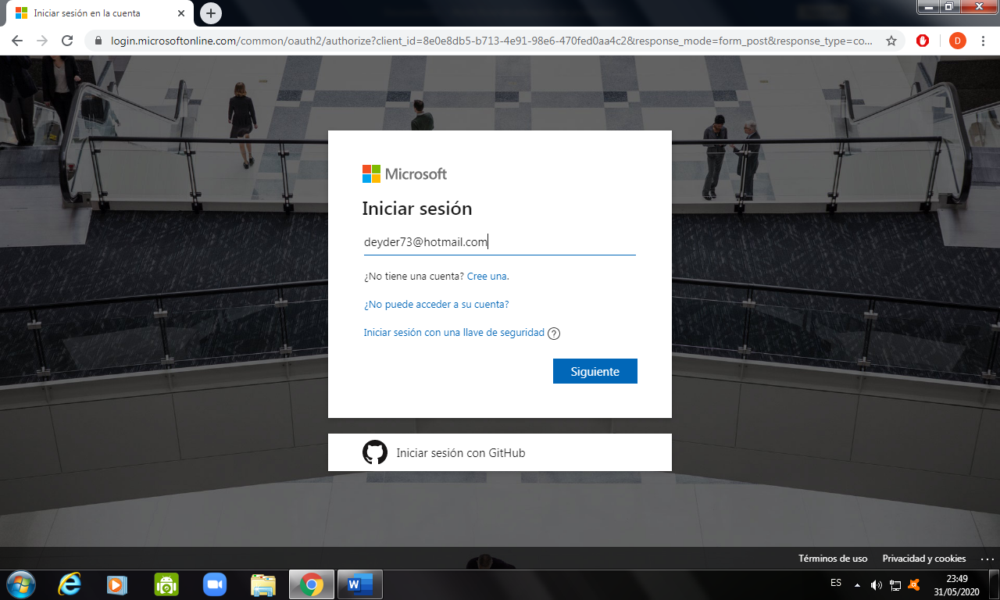 Iniciar sesión en la cuenta
login.microsoftonline.com/common/oauth2/authorize?client_id=8e0e8db5-b713-4e91-98e6-470fed0aa4c2&response_mode=form_post&response_type=co...
D
Microsoft
Iniciar sesión
deyder73@hotmail.com
¿No tiene una cuenta? Cree una.
¿No puede acceder a su cuenta?
Iniciar sesión con una llave de seguridad ?
Siguiente
Iniciar sesión con GitHub
Términos de uso Privacidad y cookies ...
W
ES
23:49
31/05/2020